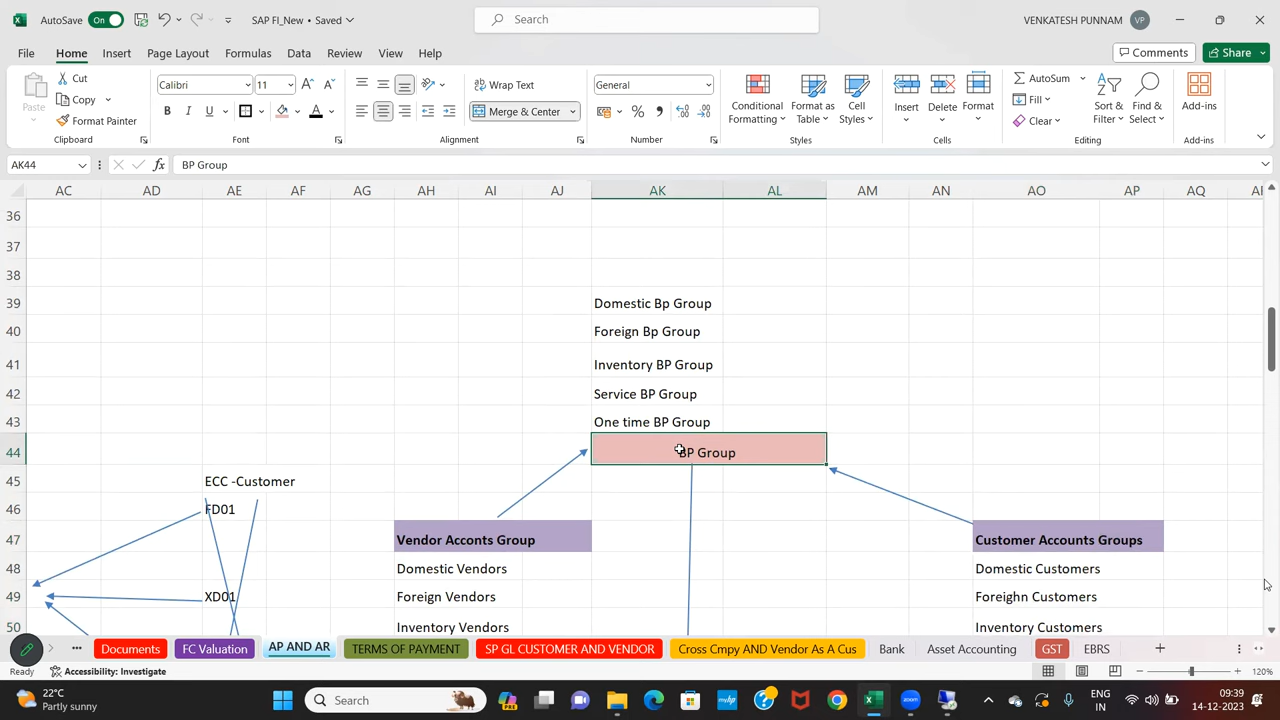 AutoSave On SAP FI_New • Saved Search VENKATESH PUNNAM VP
File Home Insert Page Layout Formulas Data Review View Automate Help Comments Share
Paste Cut Copy Format Painter Clipboard
Calibri 11 B I U A Font
Wrap Text Merge & Center Alignment
General % Number
Conditional Formatting Format as Table Cell Styles Styles
Insert Delete Format Cells
AutoSum Fill Clear Sort & Filter Find & Select Editing
Add-ins Add-ins
AK44 fx BP Group
AC AD AE AF AG AH AI AJ AK AL AM AN AO AP AQ
36
37
38
39 Domestic Bp Group
40 Foreign Bp Group
41 Inventory BP Group
42 Service BP Group
43 One time BP Group
44 BP Group
45 ECC -Customer
46 FD01
47 Vendor Acconts Group Customer Accounts Groups
48 Domestic Vendors Domestic Customers
49 XD01 Foreign Vendors Foreighn Customers
50 Inventory Vendors Inventory Customers
Documents FC Valuation AP AND AR TERMS OF PAYMENT SP GL CUSTOMER AND VENDOR Cross Cmpy AND Vendor As A Cus Bank Asset Accounting GST EBRS
Ready Accessibility: Investigate 120%
22°C Partly sunny Search ENG IN 09:39 14-12-2023